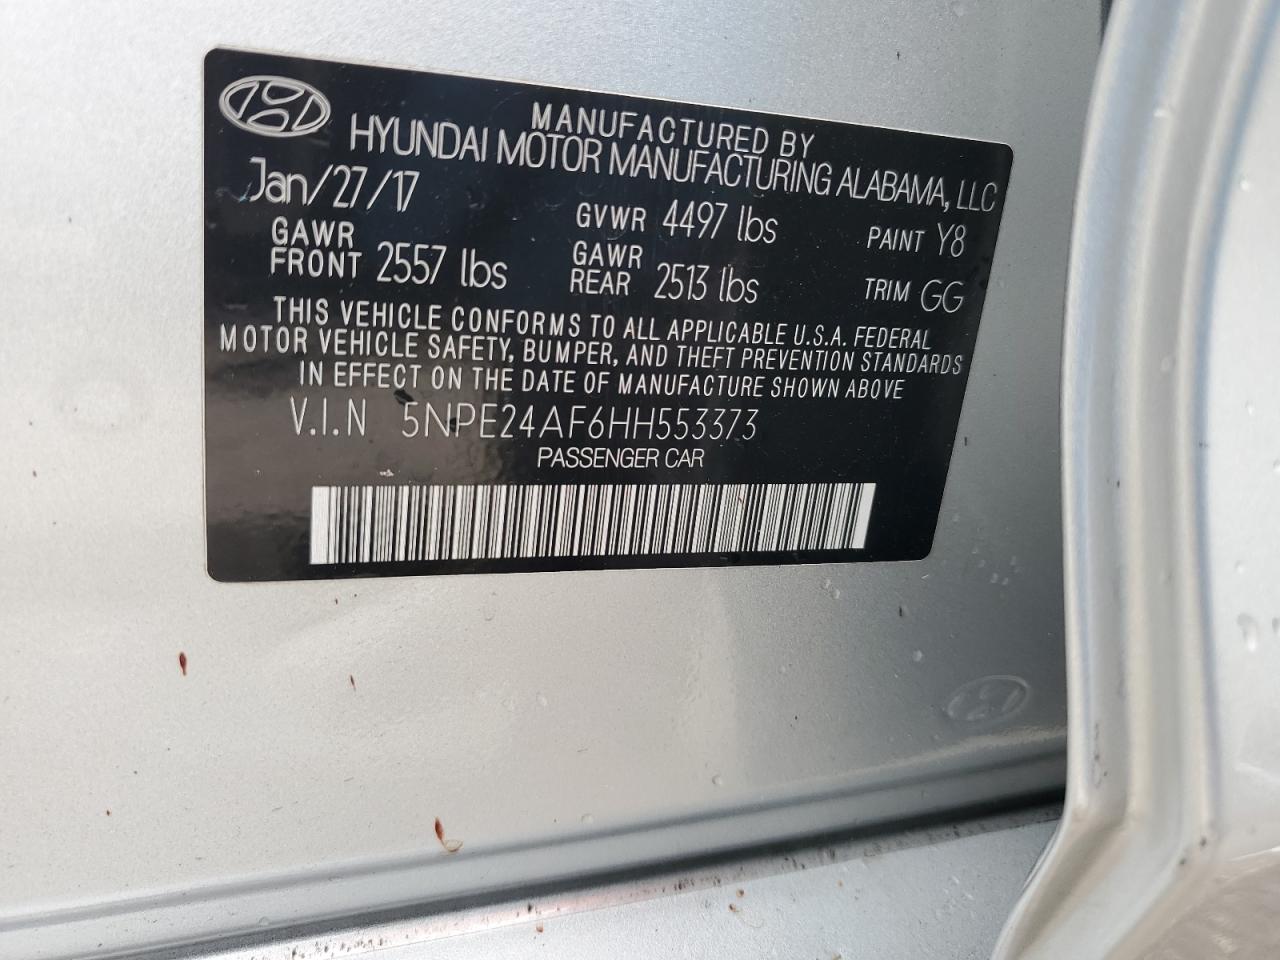 MANUFACTURED BY
HYUNDAI MOTOR MANUFACTURING ALABAMA, LLC
Jan/27/17 GVWR 4497 lbs PAINT Y8
GAWR FRONT 2557 lbs GAWR REAR 2513 lbs TRIM GG
THIS VEHICLE CONFORMS TO ALL APPLICABLE U.S.A. FEDERAL
MOTOR VEHICLE SAFETY, BUMPER, AND THEFT PREVENTION STANDARDS
IN EFFECT ON THE DATE OF MANUFACTURE SHOWN ABOVE
V.I.N 5NPE24AF6HH553373
PASSENGER CAR